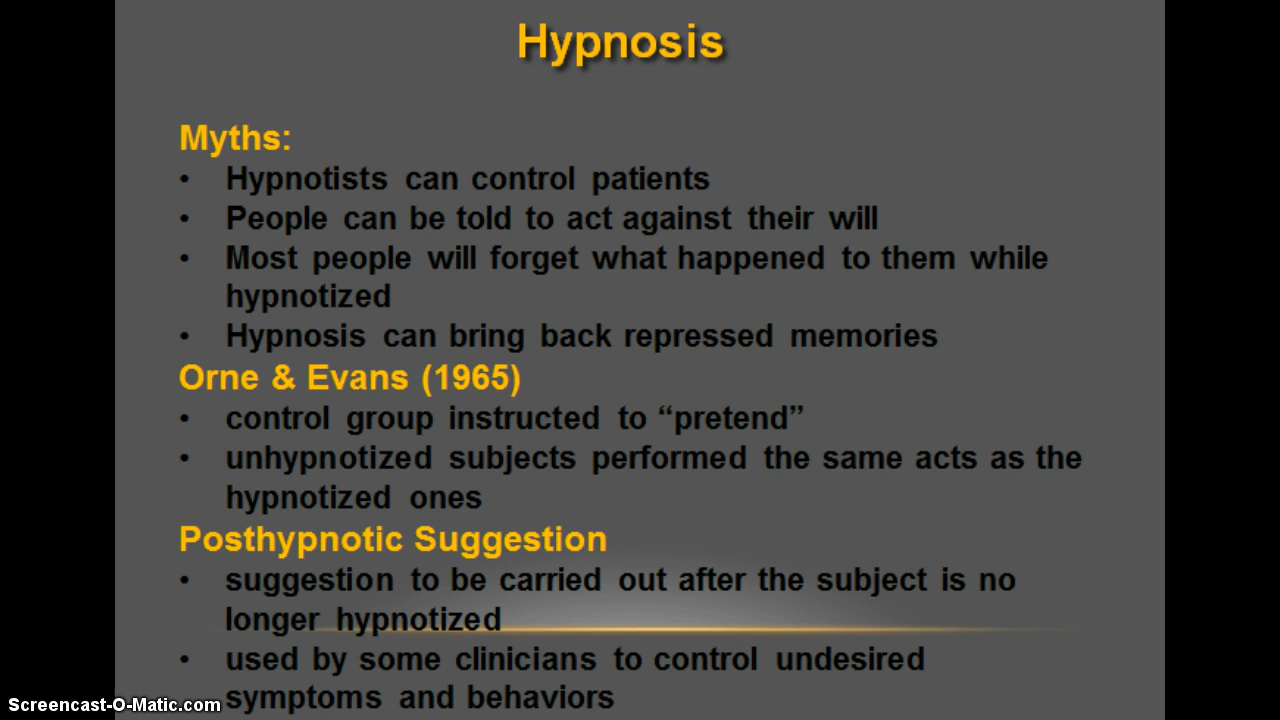 Hypnosis
Myths:
• Hypnotists can control patients
• People can be told to act against their will
• Most people will forget what happened to them while
hypnotized
• Hypnosis can bring back repressed memories
Orne & Evans (1965)
• control group instructed to “pretend”
• unhypnotized subjects performed the same acts as the
hypnotized ones
Posthypnotic Suggestion
• suggestion to be carried out after the subject is no
longer hypnotized
• used by some clinicians to control undesired
symptoms and behaviors
Screencast-O-Matic.com